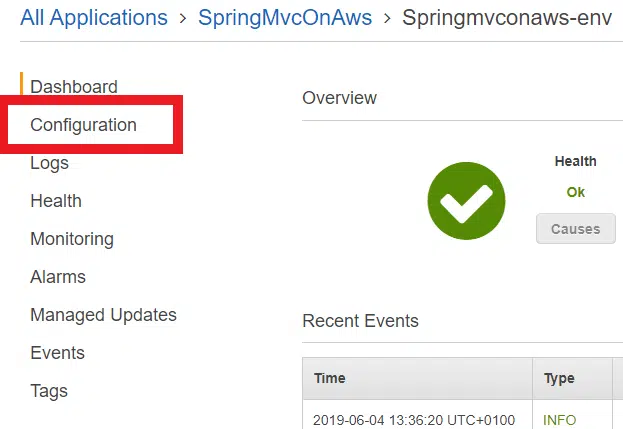 All Applications > SpringMvcOnAws > Springmvconaws-env
Dashboard
Configuration
Logs
Health
Monitoring
Alarms
Managed Updates
Events
Tags
Overview
Health
Ok
Causes
Recent Events
Time Type
2019-06-04 13:36:20 UTC+0100 INFO